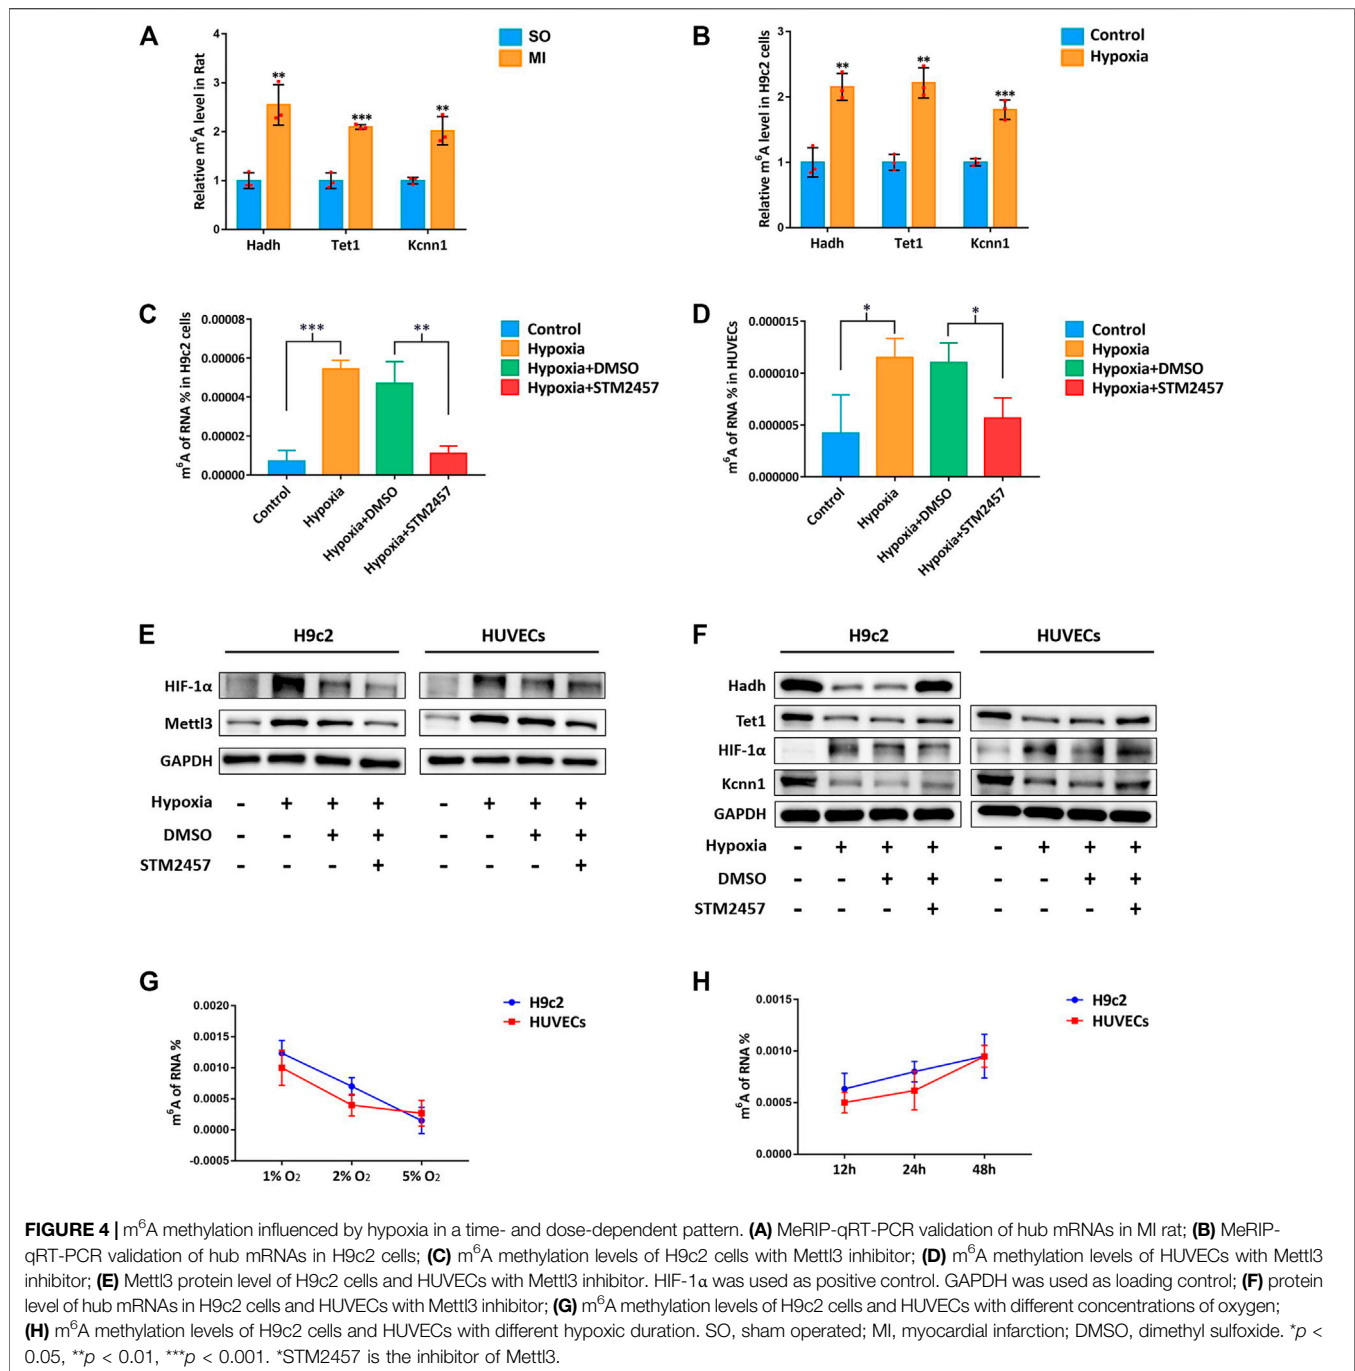 A
SO
MI
Relative m⁶A level in Rat
4
3
2
1
0
** *** **
Hadh Tet1 Kcnn1
B
Control
Hypoxia
Relative m⁶A level in H9c2 cells
3
2
1
0
** ** ***
Hadh Tet1 Kcnn1
C
m⁶A of RNA % in H9c2 cells
0.00008
0.00006
0.00004
0.00002
0.00000
*** **
Control
Hypoxia
Hypoxia+DMSO
Hypoxia+STM2457
Control
Hypoxia
Hypoxia+DMSO
Hypoxia+STM2457
D
m⁶A of RNA % in HUVECs
0.000015
0.000010
0.000005
0.000000
* *
Control
Hypoxia
Hypoxia+DMSO
Hypoxia+STM2457
Control
Hypoxia
Hypoxia+DMSO
Hypoxia+STM2457
E
H9c2 HUVECs
HIF-1α
Mettl3
GAPDH
Hypoxia - + + + - + + +
DMSO - - + + - - + +
STM2457 - - - + - - - +
F
H9c2 HUVECs
Hadh
Tet1
HIF-1α
Kcnn1
GAPDH
Hypoxia - + + + - + + +
DMSO - - + + - - + +
STM2457 - - - + - - - +
G
H9c2
HUVECs
m⁶A of RNA %
0.0020
0.0015
0.0010
0.0005
0.0000
-0.0005
1% O₂ 2% O₂ 5% O₂
H
H9c2
HUVECs
m⁶A of RNA %
0.0015
0.0010
0.0005
0.0000
12h 24h 48h
FIGURE 4 | m⁶A methylation influenced by hypoxia in a time- and dose-dependent pattern. (A) MeRIP-qRT-PCR validation of hub mRNAs in MI rat; (B) MeRIP-
qRT-PCR validation of hub mRNAs in H9c2 cells; (C) m⁶A methylation levels of H9c2 cells with Mettl3 inhibitor; (D) m⁶A methylation levels of HUVECs with Mettl3
inhibitor; (E) Mettl3 protein level of H9c2 cells and HUVECs with Mettl3 inhibitor. HIF-1α was used as positive control. GAPDH was used as loading control; (F) protein
level of hub mRNAs in H9c2 cells and HUVECs with Mettl3 inhibitor; (G) m⁶A methylation levels of H9c2 cells and HUVECs with different concentrations of oxygen;
(H) m⁶A methylation levels of H9c2 cells and HUVECs with different hypoxic duration. SO, sham operated; MI, myocardial infarction; DMSO, dimethyl sulfoxide. *p <
0.05, **p < 0.01, ***p < 0.001. *STM2457 is the inhibitor of Mettl3.